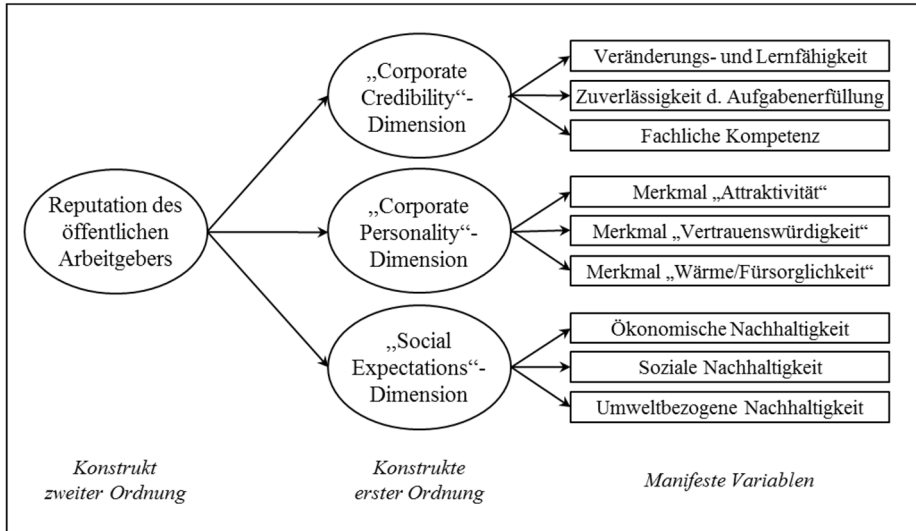 Reputation des
öffentlichen
Arbeitgebers
„Corporate
Credibility“-
Dimension
Veränderungs- und Lernfähigkeit
Zuverlässigkeit d. Aufgabenerfüllung
Fachliche Kompetenz
„Corporate
Personality“-
Dimension
Merkmal „Attraktivität“
Merkmal „Vertrauenswürdigkeit“
Merkmal „Wärme/Fürsorglichkeit“
„Social
Expectations“-
Dimension
Ökonomische Nachhaltigkeit
Soziale Nachhaltigkeit
Umweltbezogene Nachhaltigkeit
Konstrukt
zweiter Ordnung
Konstrukte
erster Ordnung
Manifeste Variablen